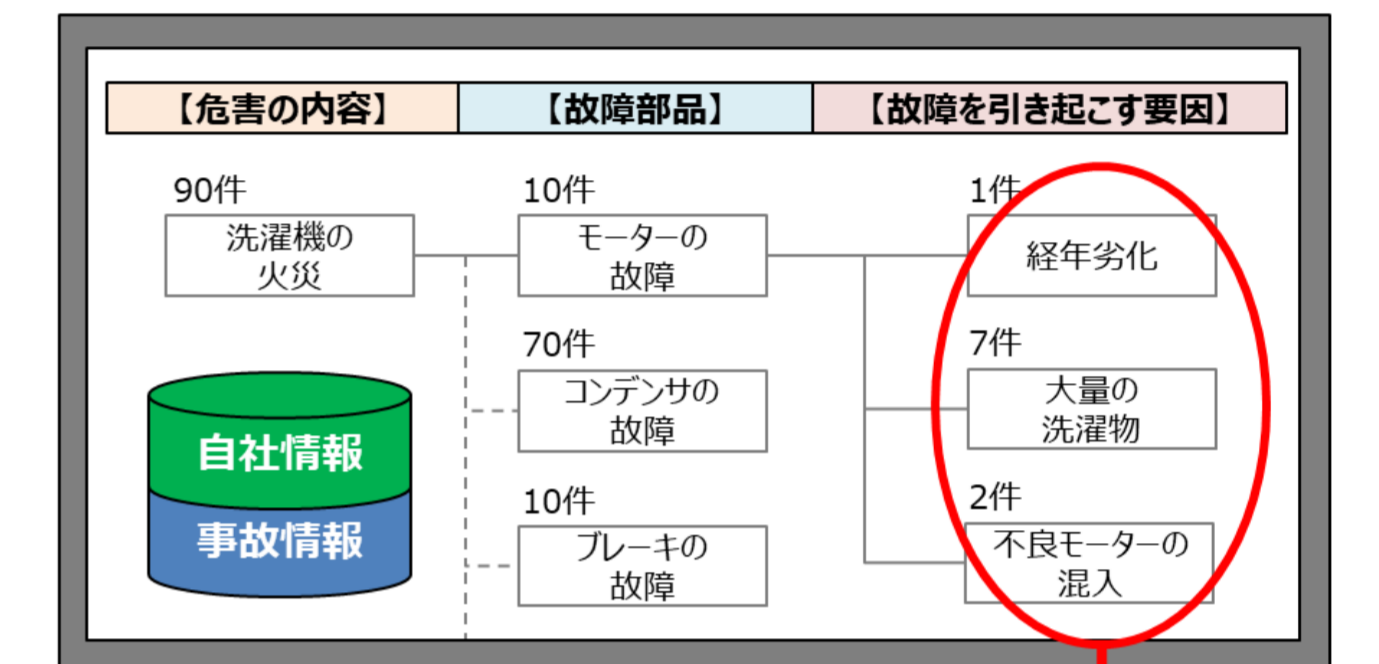 【危害の内容】 【故障部品】 【故障を引き起こす要因】
90件 10件 1件
洗濯機の
火災
モーターの
故障
経年劣化
70件 7件
コンデンサの
故障
大量の
洗濯物
自社情報
事故情報
10件 2件
ブレーキの
故障
不良モーターの
混入